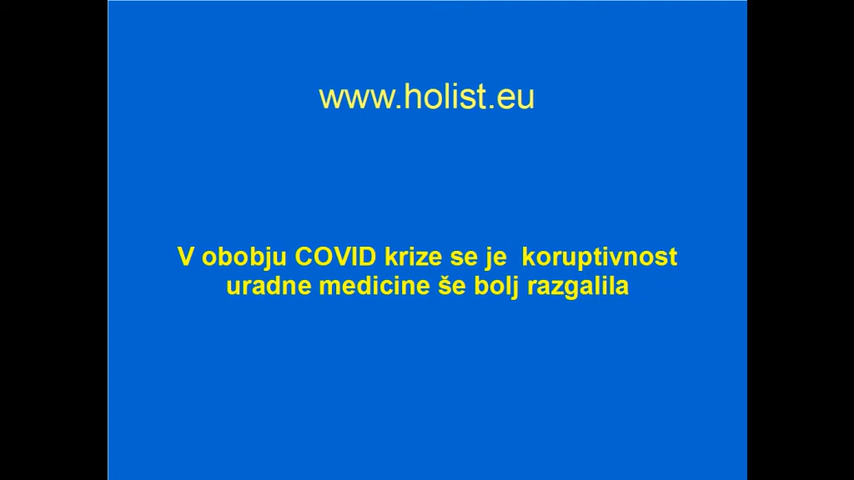 www.holist.eu
V obobju COVID krize se je  koruptivnost
uradne medicine še bolj razgalila